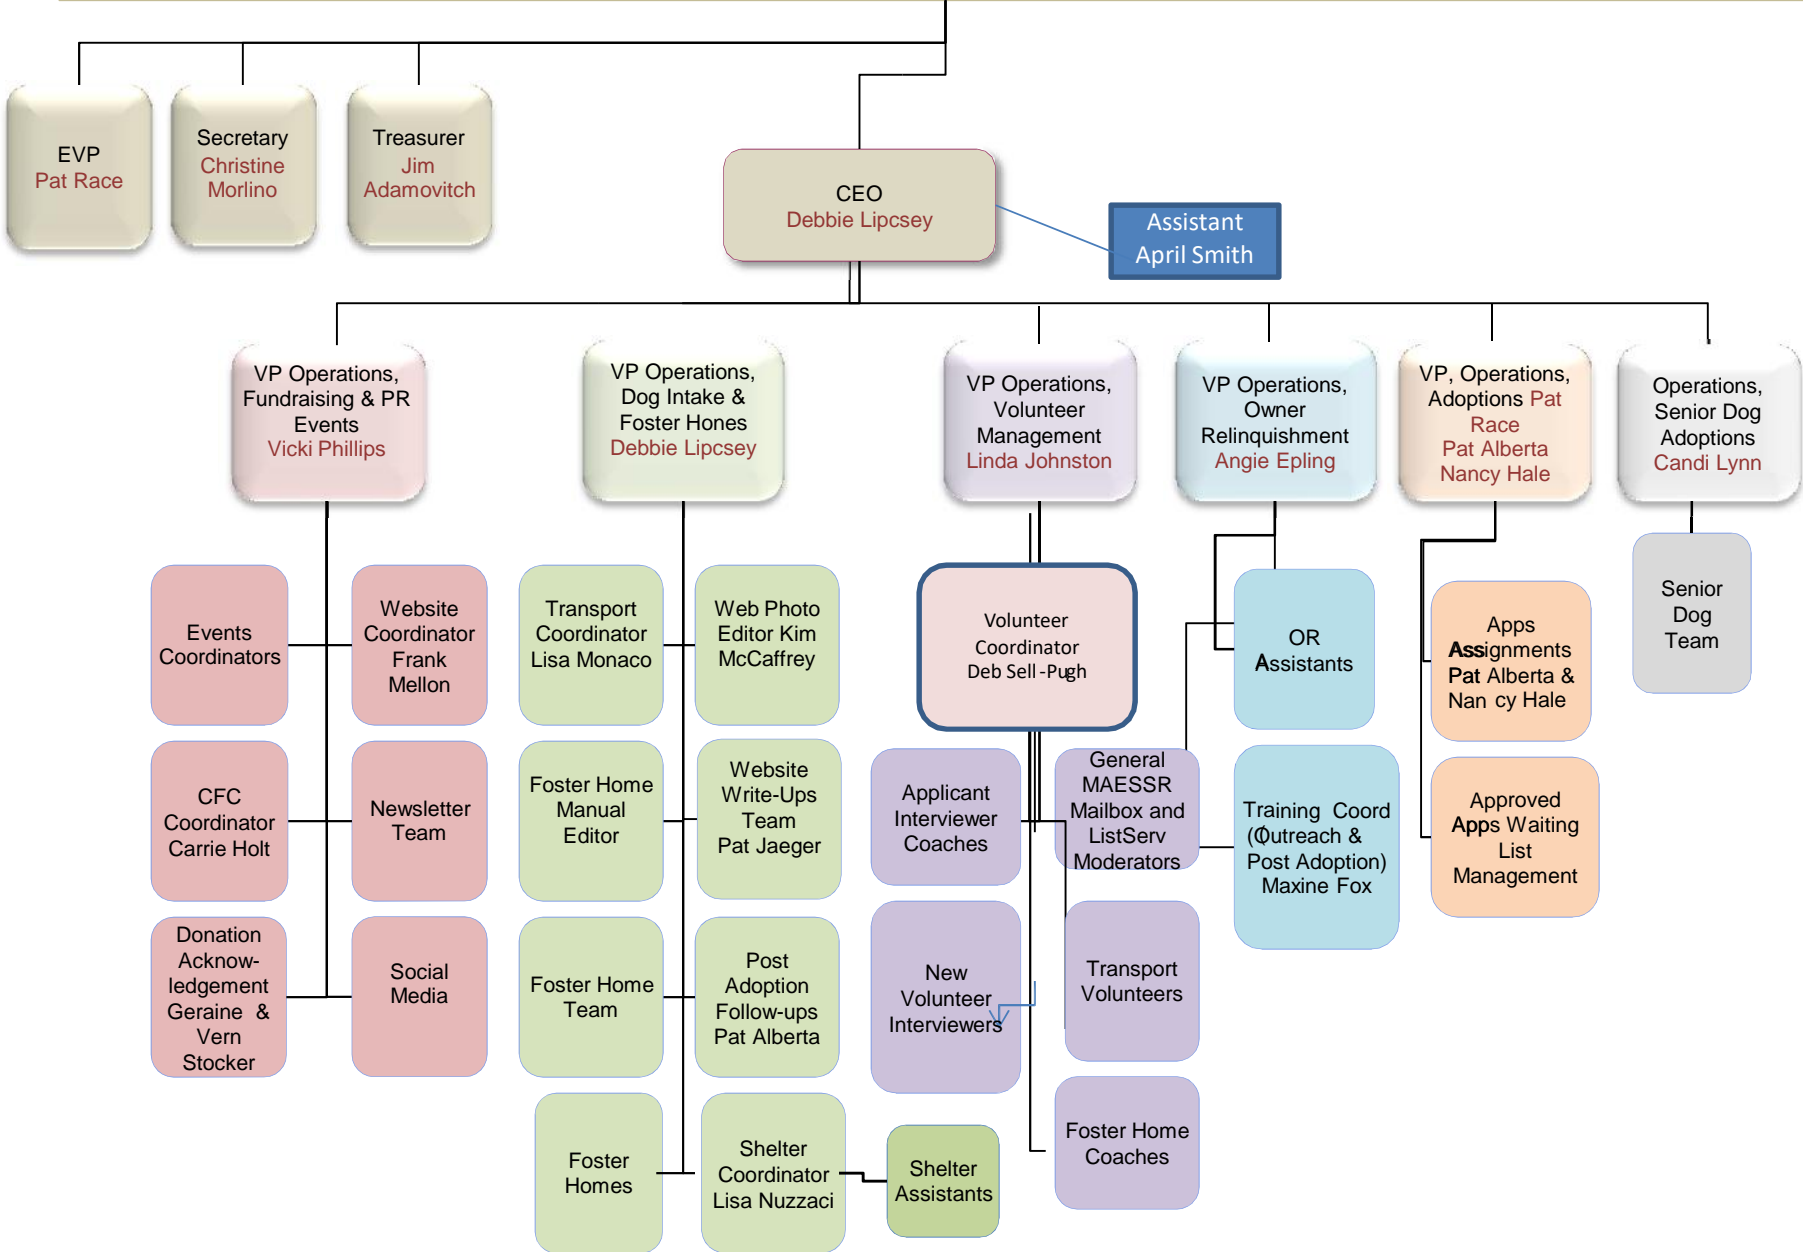 EVP
Pat Race
Secretary
Christine
Morlino
Treasurer
Jim
Adamovitch
CEO
Debbie Lipcsey
Assistant
April Smith
VP Operations,
Fundraising & PR
Events
Vicki Phillips
VP Operations,
Dog Intake &
Foster Hones
Debbie Lipcsey
VP Operations,
Volunteer
Management
Linda Johnston
VP Operations,
Owner
Relinquishment
Angie Epling
VP, Operations,
Adoptions Pat
Race
Pat Alberta
Nancy Hale
Operations,
Senior Dog
Adoptions
Candi Lynn
Events
Coordinators
Website
Coordinator
Frank
Mellon
Transport
Coordinator
Lisa Monaco
Web Photo
Editor Kim
McCaffrey
Volunteer
Coordinator
Deb Sell-Pugh
OR
Assistants
Apps
Assignments
Pat Alberta &
Nan cy Hale
Senior
Dog
Team
CFC
Coordinator
Carrie Holt
Newsletter
Team
Foster Home
Manual
Editor
Website
Write-Ups
Team
Pat Jaeger
Applicant
Interviewer
Coaches
General
MAESSR
Mailbox and
ListServ
Moderators
Training Coord
(Outreach &
Post Adoption)
Maxine Fox
Approved
Apps Waiting
List
Management
Donation
Acknow-
ledgement
Geraine &
Vern
Stocker
Social
Media
Foster Home
Team
Post
Adoption
Follow-ups
Pat Alberta
New
Volunteer
Interviewers
Transport
Volunteers
Foster
Homes
Shelter
Coordinator
Lisa Nuzzaci
Shelter
Assistants
Foster Home
Coaches